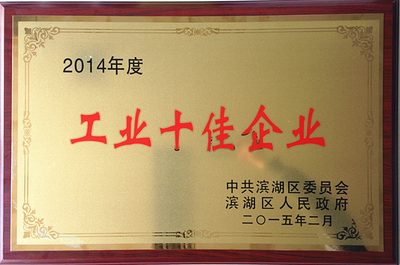 2014年度
工业十佳企业
中共滨湖区委员会
滨湖区人民政府
二〇一五年二月